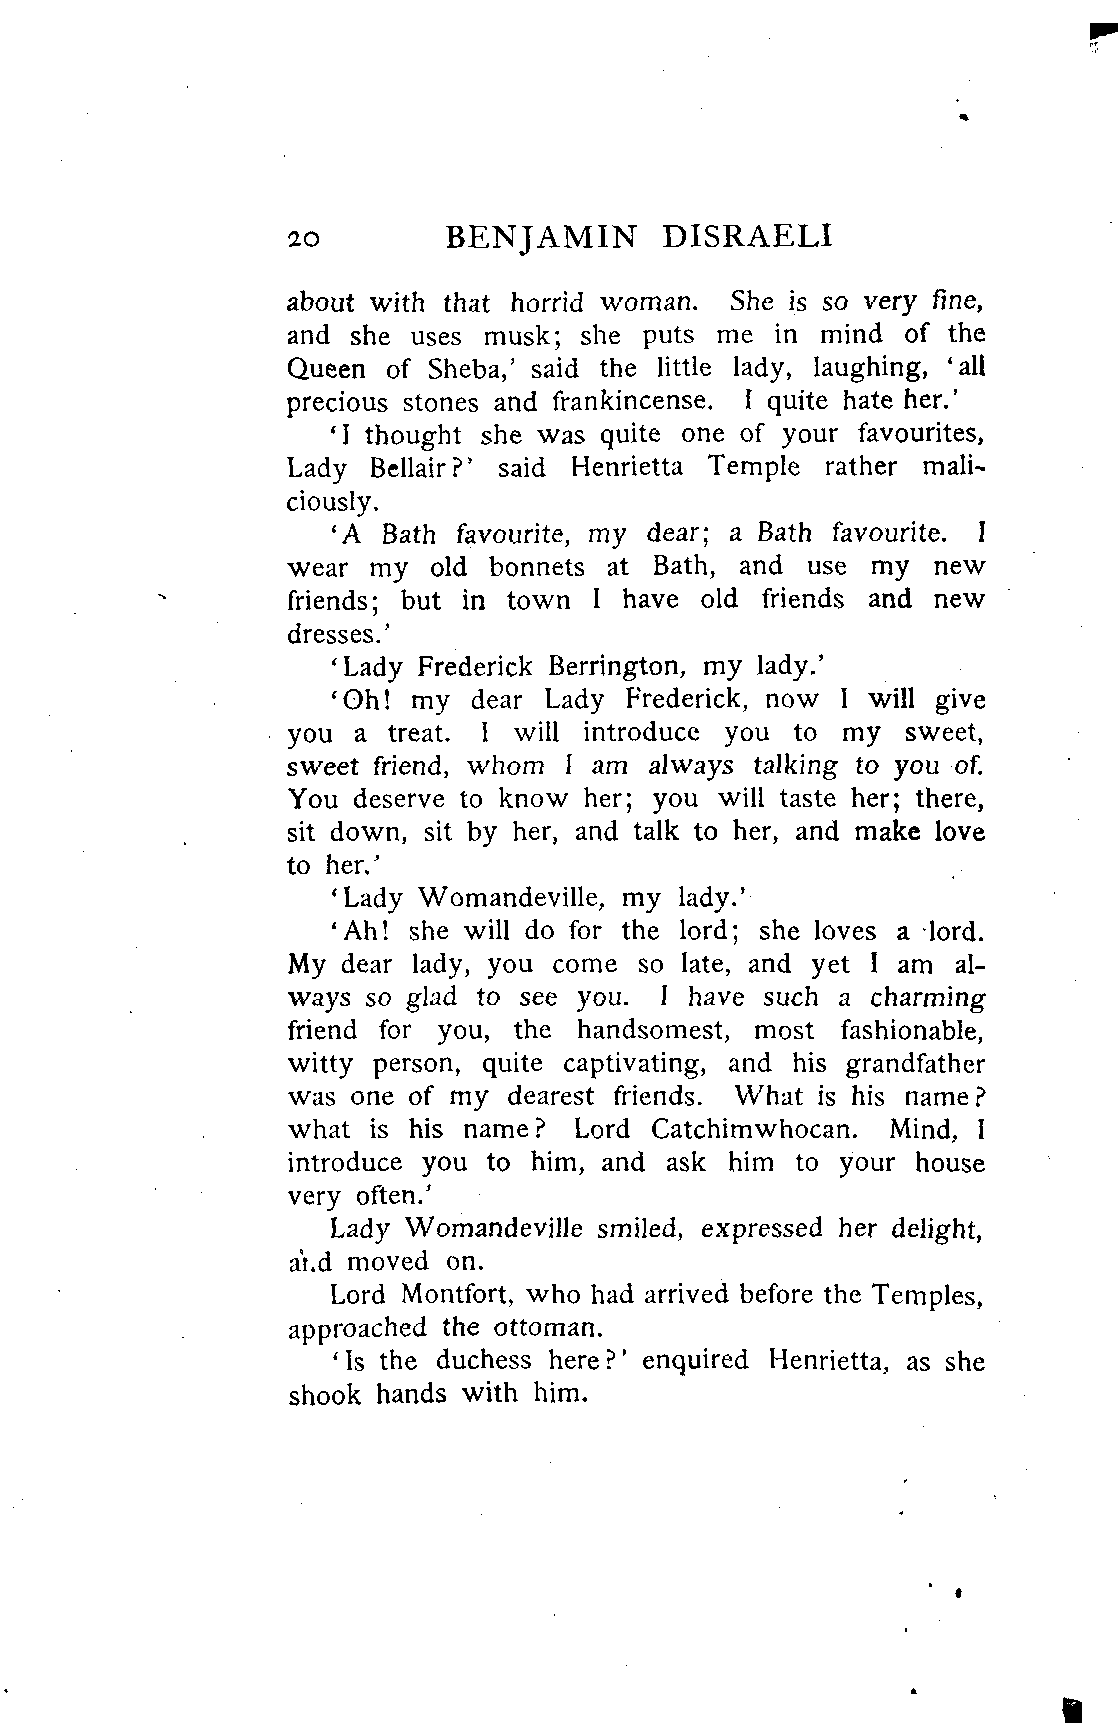 20 BENJAMIN DISRAELI
about with that horrid woman. She is so very fine,
and she uses musk; she puts me in mind of the
Queen of Sheba,' said the little lady, laughing, 'all
precious stones and frankincense. I quite hate her.'
'I thought she was quite one of your favourites,
Lady Bellair?' said Henrietta Temple rather mali-
ciously.
'A Bath favourite, my dear; a Bath favourite. I
wear my old bonnets at Bath, and use my new
friends; but in town I have old friends and new
dresses.'
'Lady Frederick Berrington, my lady.'
'Oh! my dear Lady Frederick, now I will give
you a treat. I will introduce you to my sweet,
sweet friend, whom I am always talking to you of.
You deserve to know her; you will taste her; there,
sit down, sit by her, and talk to her, and make love
to her.'
'Lady Womandeville, my lady.'
'Ah! she will do for the lord; she loves a lord.
My dear lady, you come so late, and yet I am al-
ways so glad to see you. I have such a charming
friend for you, the handsomest, most fashionable,
witty person, quite captivating, and his grandfather
was one of my dearest friends. What is his name?
what is his name? Lord Catchimwhocan. Mind, I
introduce you to him, and ask him to your house
very often.'
Lady Womandeville smiled, expressed her delight,
and moved on.
Lord Montfort, who had arrived before the Temples,
approached the ottoman.
'Is the duchess here?' enquired Henrietta, as she
shook hands with him.